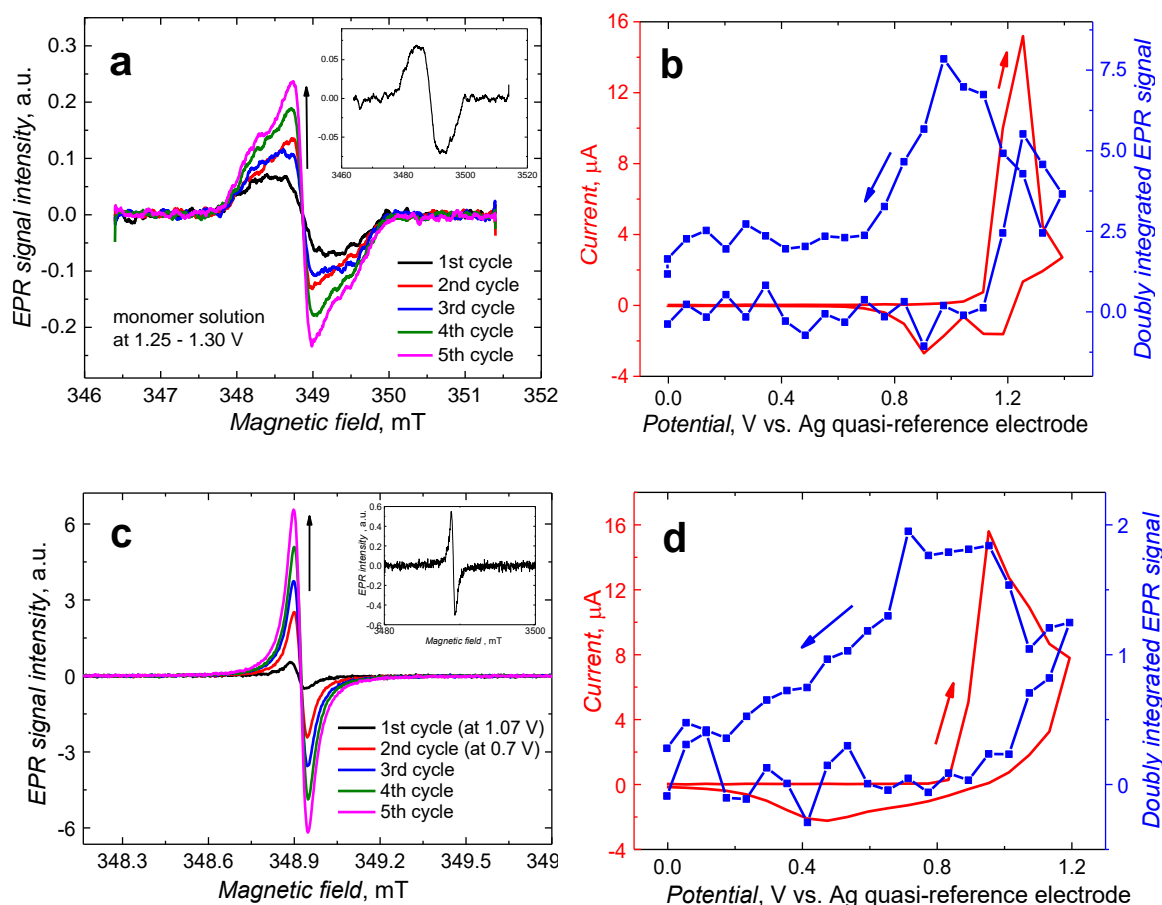 a
EPR signal intensity, a.u.
0.3
0.2
0.1
0.0
-0.1
-0.2
346 347 348 349 350 351 352
Magnetic field, mT
monomer solution
at 1.25 - 1.30 V
1st cycle
2nd cycle
3rd cycle
4th cycle
5th cycle
0.05
0.00
-0.05
3460 3480 3500 3520
b
Current, µA
16
12
8
4
0
-4
0.0 0.4 0.8 1.2
Potential, V vs. Ag quasi-reference electrode
7.5
5.0
2.5
0.0
Doubly integrated EPR signal
c
EPR signal intensity, a.u.
6
3
0
-3
-6
348.3 348.6 348.9 349.2 349.5 349
Magnetic field, mT
1st cycle (at 1.07 V)
2nd cycle (at 0.7 V)
3rd cycle
4th cycle
5th cycle
EPR intensity , a.u.
0.6
0.4
0.2
0.0
-0.2
-0.4
-0.6
3480 3500
Magnetic field , mT
d
Current, µA
16
12
8
4
0
-4
0.0 0.4 0.8 1.2
Potential, V vs. Ag quasi-reference electrode
2
1
0
Doubly integrated EPR signal